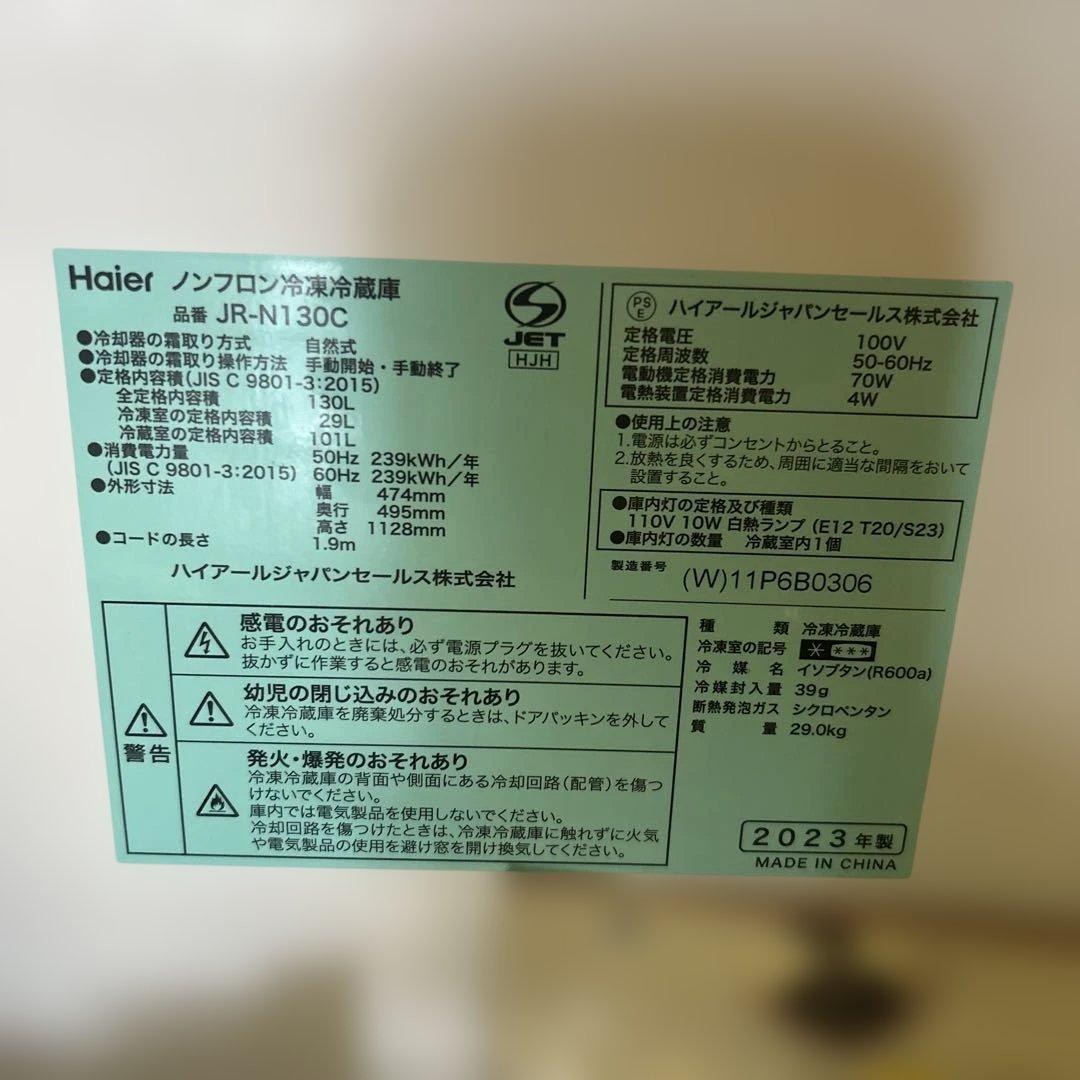 Haier ノンフロン冷凍冷蔵庫
品番 JR-N130C
●冷却器の霜取り方式 自然式
●冷却器の霜取り操作方法 手動開始・手動終了
●定格内容積(JIS C 9801-3:2015)
全定格内容積 130L
冷凍室の定格内容積 29L
冷蔵室の定格内容積 101L
●消費電力量 50Hz 239kWh/年
(JIS C 9801-3:2015) 60Hz 239kWh/年
●外形寸法 幅 474mm
奥行 495mm
高さ 1128mm
●コードの長さ 1.9m
ハイアールジャパンセールス株式会社
JET
HJH
PSE ハイアールジャパンセールス株式会社
定格電圧 100V
定格周波数 50-60Hz
電動機定格消費電力 70W
電熱装置定格消費電力 4W
●使用上の注意
1.電源は必ずコンセントからとること。
2.放熱を良くするため、周囲に適当な間隔をおいて
設置すること。
●庫内灯の定格及び種類
110V 10W 白熱ランプ (E12 T20/S23)
●庫内灯の数量 冷蔵室内1個
製造番号 (W)11P6B0306
警告
感電のおそれあり
お手入れのときには、必ず電源プラグを抜いてください。
抜かずに作業すると感電のおそれがあります。
幼児の閉じ込みのおそれあり
冷凍冷蔵庫を廃棄処分するときは、ドアパッキンを外して
ください。
発火・爆発のおそれあり
冷凍冷蔵庫の背面や側面にある冷却回路(配管)を傷つ
けないでください。
庫内では電気製品を使用しないでください。
冷却回路を傷つけたときは、冷凍冷蔵庫に触れずに火気
や電気製品の使用を避け窓を開け換気してください。
種類 冷凍冷蔵庫
冷凍室の記号 * ***
冷媒名 イソブタン(R600a)
冷媒封入量 39g
断熱発泡ガス シクロペンタン
質量 29.0kg
2023年製
MADE IN CHINA